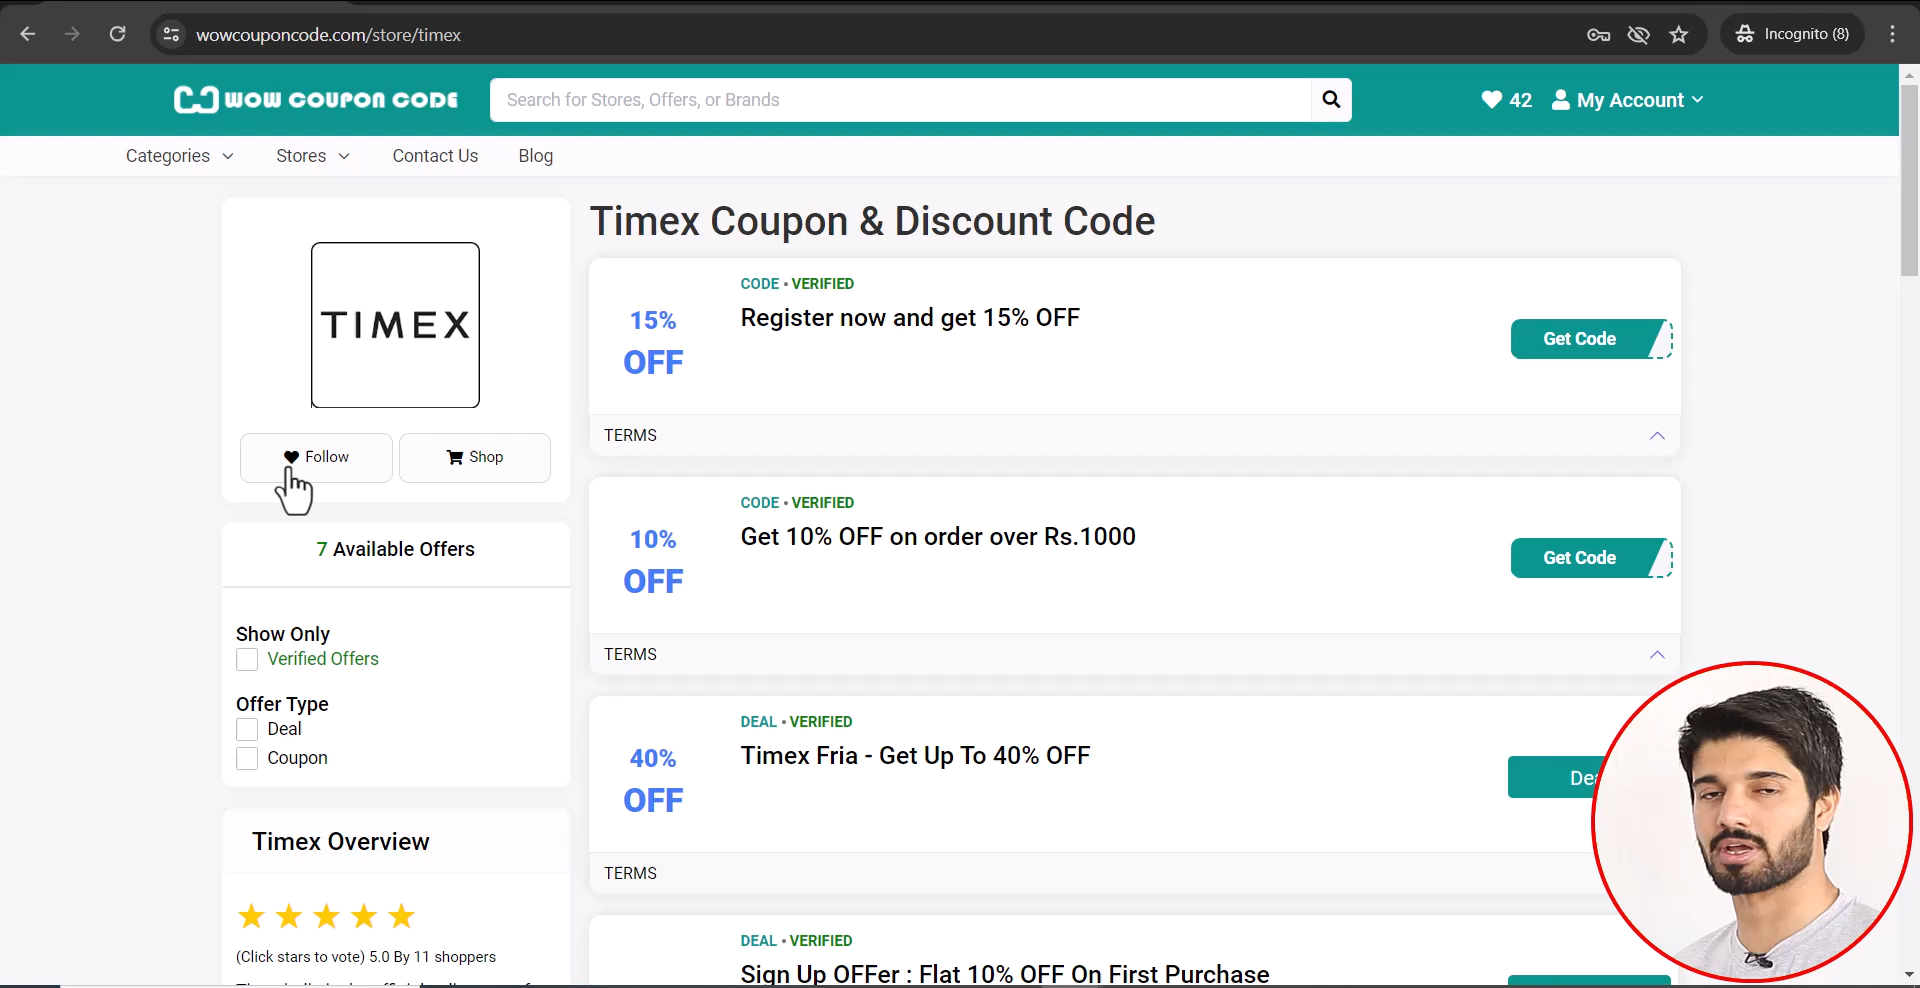 wowcouponcode.com/store/timex
Incognito (8)
WOW COUPON CODE
Search for Stores, Offers, or Brands
42
My Account
Categories
Stores
Contact Us
Blog
TIMEX
Follow
Shop
7 Available Offers
Show Only
Verified Offers
Offer Type
Deal
Coupon
Timex Overview
(Click stars to vote) 5.0 By 11 shoppers
Timex Coupon & Discount Code
CODE • VERIFIED
15%
OFF
Register now and get 15% OFF
Get Code
TERMS
CODE • VERIFIED
10%
OFF
Get 10% OFF on order over Rs.1000
Get Code
TERMS
DEAL • VERIFIED
40%
OFF
Timex Fria - Get Up To 40% OFF
TERMS
DEAL • VERIFIED
Sign Up OFFer : Flat 10% OFF On First Purchase